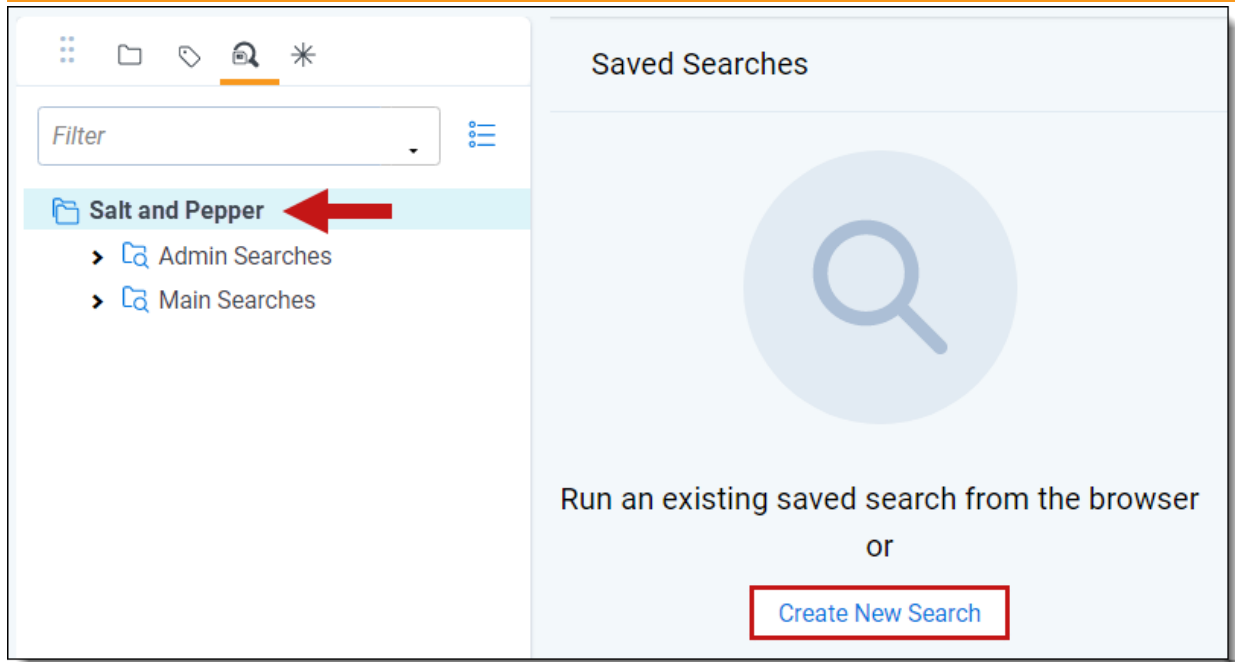 Filter
Salt and Pepper
Admin Searches
Main Searches
Saved Searches
Run an existing saved search from the browser
or
Create New Search